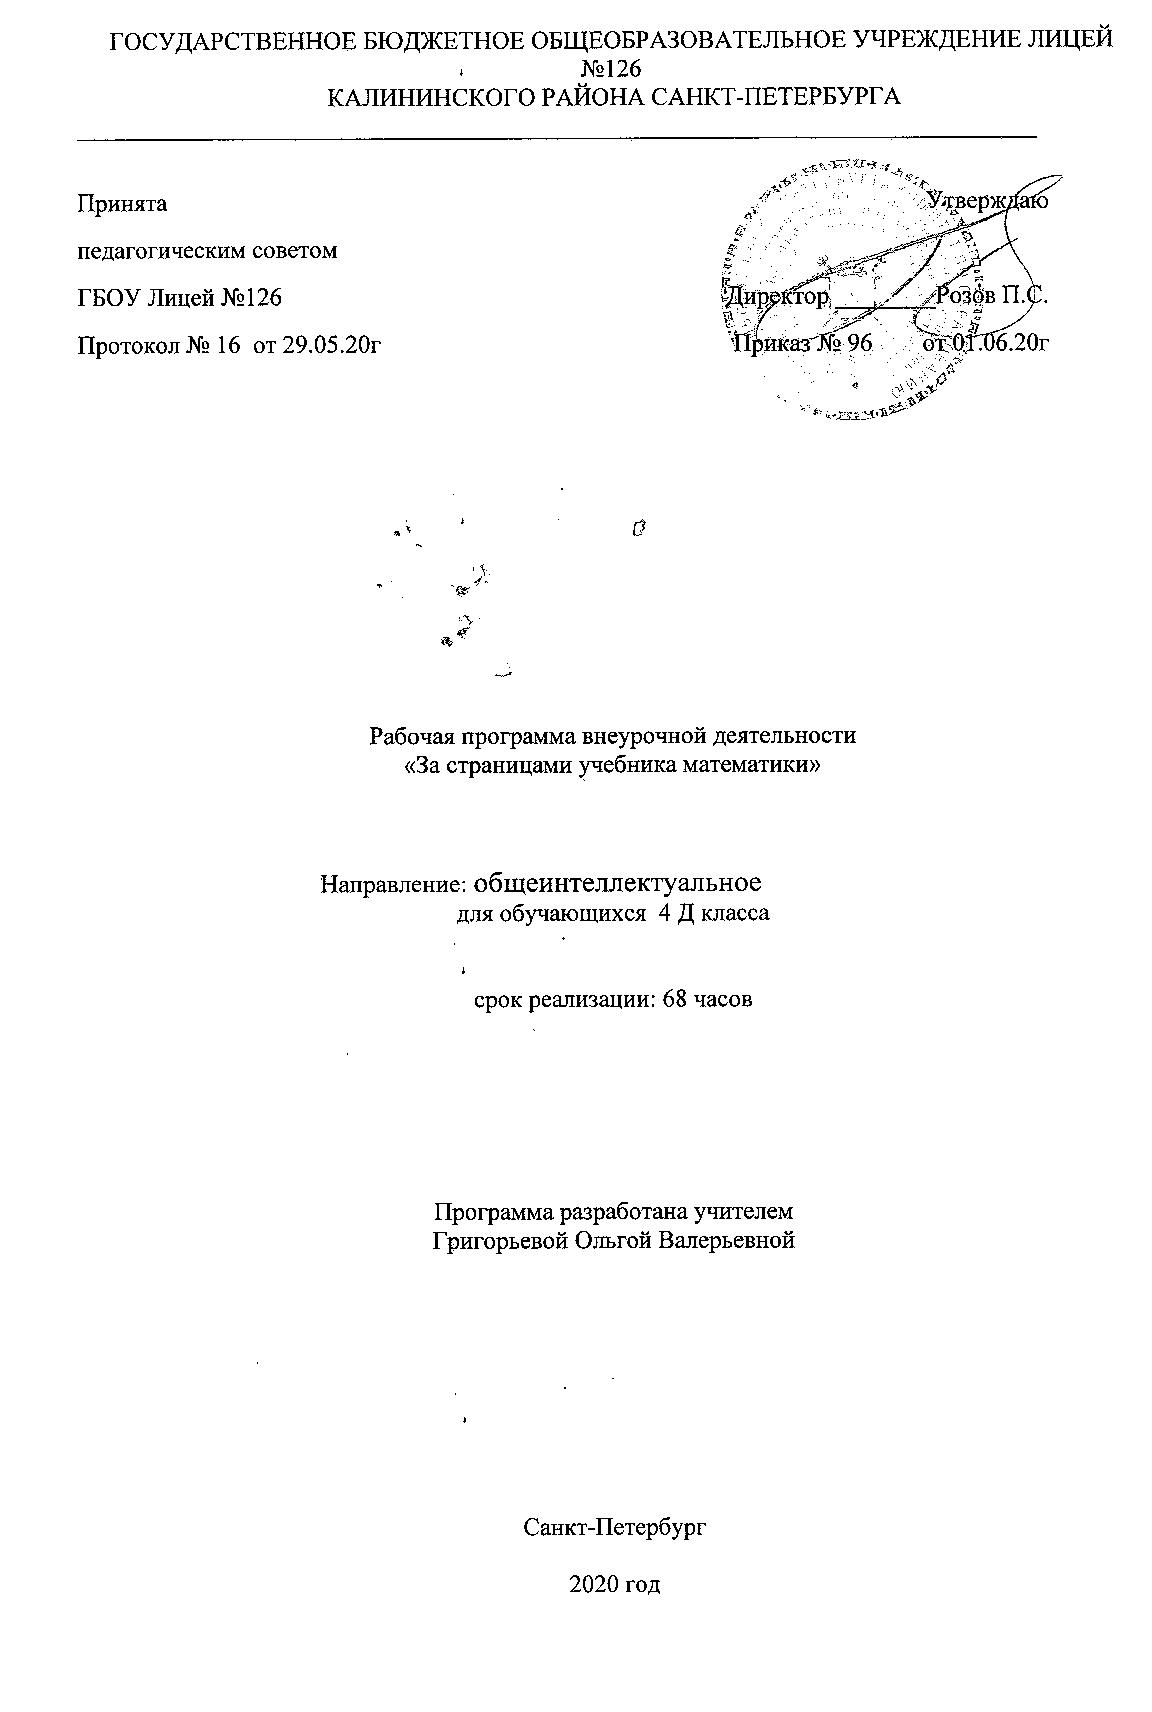 ГОСУДАРСТВЕННОЕ БЮДЖЕТНОЕ ОБЩЕОБРАЗОВАТЕЛЬНОЕ УЧРЕЖДЕНИЕ ЛИЦЕЙ
№126
КАЛИНИНСКОГО РАЙОНА САНКТ-ПЕТЕРБУРГА
Принята
педагогическим советом
ГБОУ Лицей №126
Протокол № 16 от 29.05.20г
Утверждаю
Директор ________ Розов П.С.
Приказ № 96 от 01.06.20г
Рабочая программа внеурочной деятельности
«За страницами учебника математики»
Направление: общеинтеллектуальное
для обучающихся 4 Д класса
срок реализации: 68 часов
Программа разработана учителем
Григорьевой Ольгой Валерьевной
Санкт-Петербург
2020 год